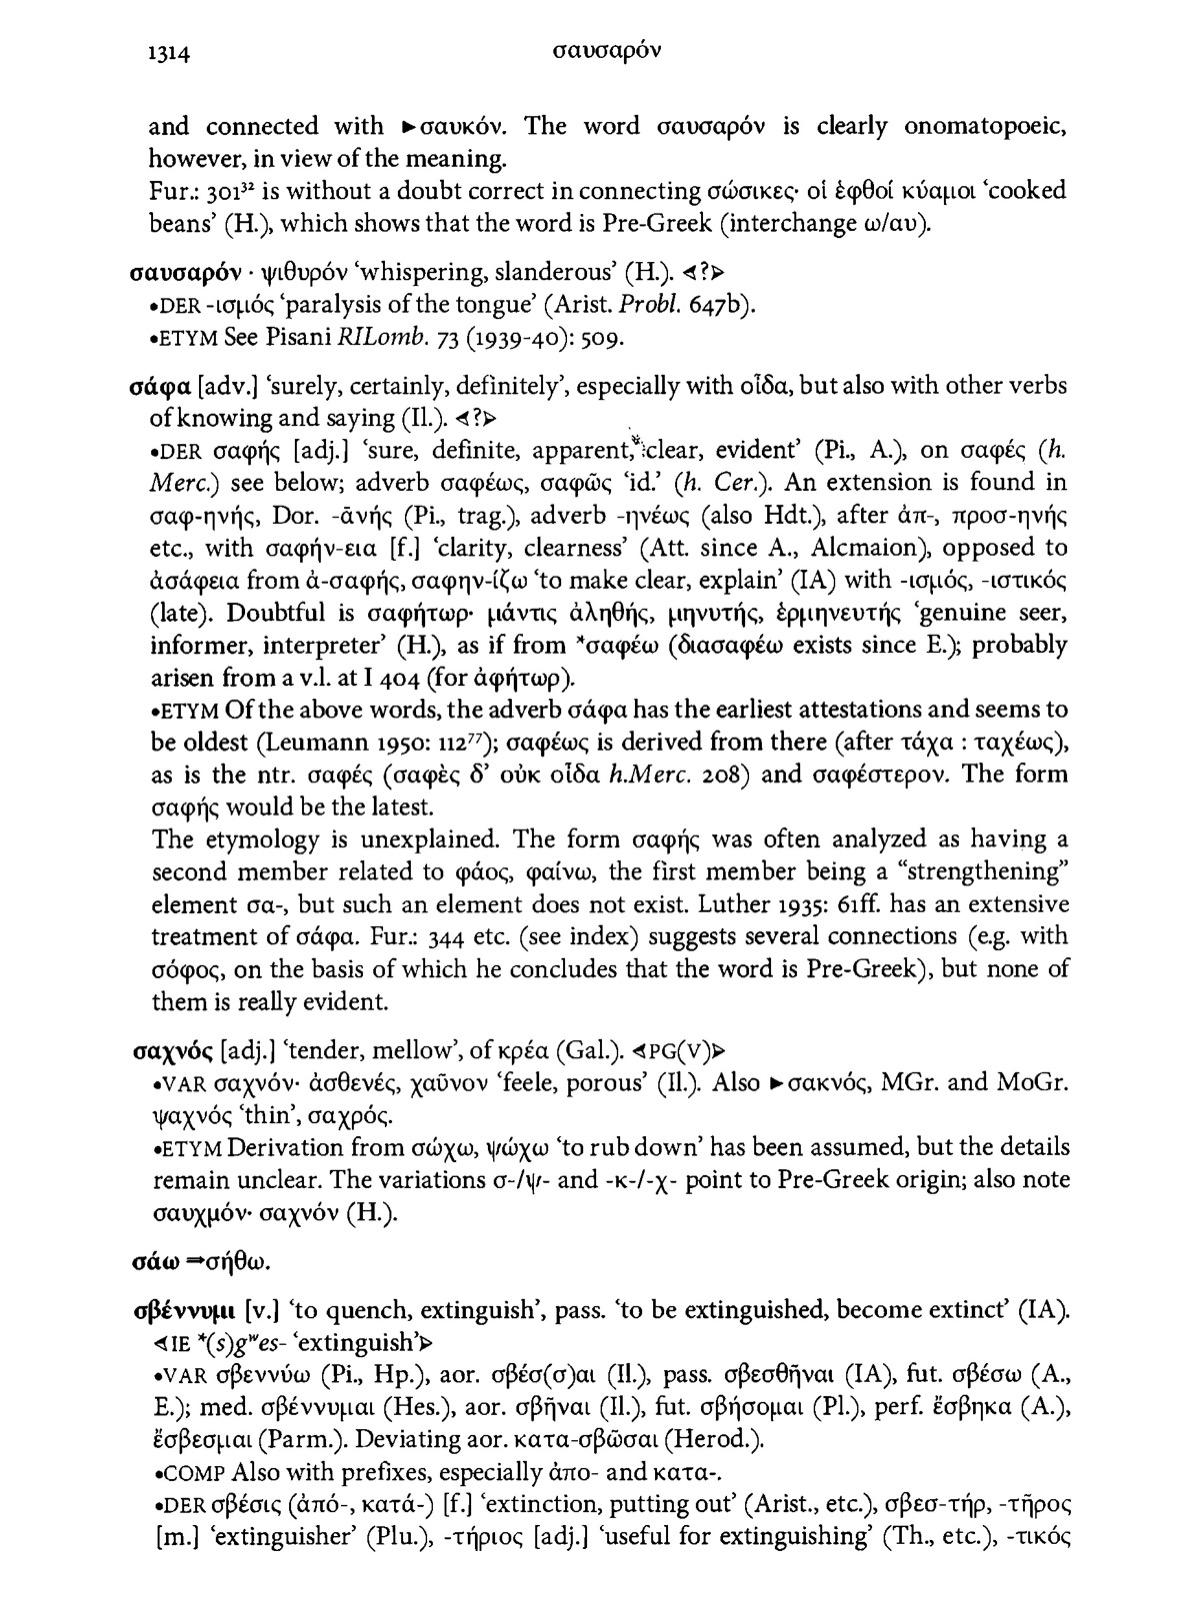 1314 σαυσαρόν
and connected with ►σαυκόν. The word σαυσαρόν is clearly onomatopoeic,
however, in view of the meaning.
Fur.: 301³² is without a doubt correct in connecting σώσικες· οἱ ἑφθοί κύαμοι ‘cooked
beans’ (H.), which shows that the word is Pre-Greek (interchange ω/αυ).
σαυσαρόν · ψιθυρόν ‘whispering, slanderous’ (H.). ⊲?⊳
•DER -ισμός ‘paralysis of the tongue’ (Arist. Probl. 647b).
•ETYM See Pisani RILomb. 73 (1939-40): 509.
σάφα [adv.] ‘surely, certainly, definitely’, especially with οἶδα, but also with other verbs
of knowing and saying (Il.). ⊲?⊳
•DER σαφής [adj.] ‘sure, definite, apparent, clear, evident’ (Pi., A.), on σαφές (h.
Merc.) see below; adverb σαφέως, σαφῶς ‘id.’ (h. Cer.). An extension is found in
σαφ-ηνής, Dor. -ᾱνής (Pi., trag.), adverb -ηνέως (also Hdt.), after ἀπ-, προσ-ηνής
etc., with σαφήν-εια [f.] ‘clarity, clearness’ (Att. since A., Alcmaion), opposed to
ἀσάφεια from ἀ-σαφής, σαφην-ίζω ‘to make clear, explain’ (IA) with -ισμός, -ιστικός
(late). Doubtful is σαφήτωρ· μάντις ἀληθής, μηνυτής, ἑρμηνευτής ‘genuine seer,
informer, interpreter’ (H.), as if from *σαφέω (διασαφέω exists since E.); probably
arisen from a v.l. at I 404 (for ἀφήτωρ).
•ETYM Of the above words, the adverb σάφα has the earliest attestations and seems to
be oldest (Leumann 1950: 112⁷⁷); σαφέως is derived from there (after τάχα : ταχέως),
as is the ntr. σαφές (σαφὲς δ’ οὐκ οἶδα h.Merc. 208) and σαφέστερον. The form
σαφής would be the latest.
The etymology is unexplained. The form σαφής was often analyzed as having a
second member related to φάος, φαίνω, the first member being a “strengthening”
element σα-, but such an element does not exist. Luther 1935: 61ff. has an extensive
treatment of σάφα. Fur.: 344 etc. (see index) suggests several connections (e.g. with
σόφος, on the basis of which he concludes that the word is Pre-Greek), but none of
them is really evident.
σαχνός [adj.] ‘tender, mellow’, of κρέα (Gal.). ⊲PG(V)⊳
•VAR σαχνόν· ἀσθενές, χαῦνον ‘feele, porous’ (Il.). Also ►σακνός, MGr. and MoGr.
ψαχνός ‘thin’, σαχρός.
•ETYM Derivation from σώχω, ψώχω ‘to rub down’ has been assumed, but the details
remain unclear. The variations σ-/ψ- and -κ-/-χ- point to Pre-Greek origin; also note
σαυχμόν· σαχνόν (H.).
σάω ⇒σήθω.
σβέννυμι [v.] ‘to quench, extinguish’, pass. ‘to be extinguished, become extinct’ (IA).
⊲IE *(s)gʷes- ‘extinguish’⊳
•VAR σβεννύω (Pi., Hp.), aor. σβέσ(σ)αι (Il.), pass. σβεσθῆναι (IA), fut. σβέσω (A.,
E.); med. σβέννυμαι (Hes.), aor. σβῆναι (Il.), fut. σβήσομαι (Pl.), perf. ἔσβηκα (A.),
ἔσβεσμαι (Parm.). Deviating aor. κατα-σβῶσαι (Herod.).
•COMP Also with prefixes, especially ἀπο- and κατα-.
•DER σβέσις (ἀπό-, κατά-) [f.] ‘extinction, putting out’ (Arist., etc.), σβεσ-τήρ, -τῆρος
[m.] ‘extinguisher’ (Plu.), -τήριος [adj.] ‘useful for extinguishing’ (Th., etc.), -τικός